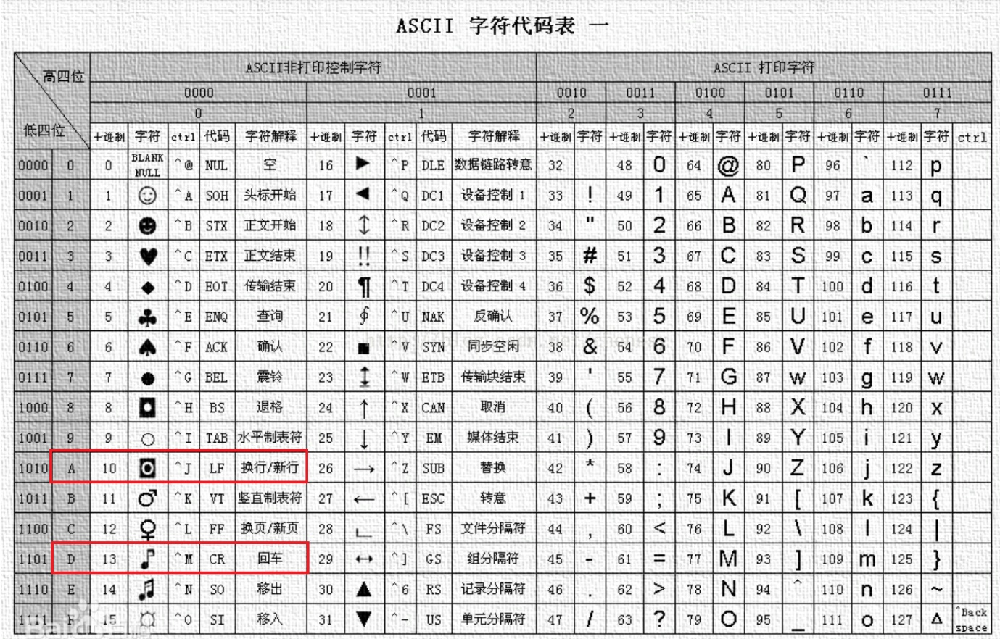 ASCII 字符代码表 一
高四位 ASCII非打印控制字符 ASCII 打印字符
0000 0001 0010 0011 0100 0101 0110 0111
0 1 2 3 4 5 6 7
低四位 十进制 字符 ctrl 代码 字符解释 十进制 字符 ctrl 代码 字符解释 十进制 字符 十进制 字符 十进制 字符 十进制 字符 十进制 字符 十进制 字符 ctrl
0000 0 0 BLANK NULL ^@ NUL 空 16 ► ^P DLE 数据链路转意 32 48 0 64 @ 80 P 96 ` 112 p
0001 1 1 ☺ ^A SOH 头标开始 17 ◄ ^Q DC1 设备控制 1 33 ! 49 1 65 A 81 Q 97 a 113 q
0010 2 2 ☻ ^B STX 正文开始 18 ↕ ^R DC2 设备控制 2 34 " 50 2 66 B 82 R 98 b 114 r
0011 3 3 ♥ ^C ETX 正文结束 19 ‼ ^S DC3 设备控制 3 35 # 51 3 67 C 83 S 99 c 115 s
0100 4 4 ♦ ^D EOT 传输结束 20 ¶ ^T DC4 设备控制 4 36 $ 52 4 68 D 84 T 100 d 116 t
0101 5 5 ♣ ^E ENQ 查询 21 ∮ ^U NAK 反确认 37 % 53 5 69 E 85 U 101 e 117 u
0110 6 6 ♠ ^F ACK 确认 22 ■ ^V SYN 同步空闲 38 & 54 6 70 F 86 V 102 f 118 v
0111 7 7 ● ^G BEL 震铃 23 ↨ ^W ETB 传输块结束 39 ' 55 7 71 G 87 w 103 g 119 w
1000 8 8 ◘ ^H BS 退格 24 ↑ ^X CAN 取消 40 ( 56 8 72 H 88 X 104 h 120 x
1001 9 9 ○ ^I TAB 水平制表符 25 ↓ ^Y EM 媒体结束 41 ) 57 9 73 I 89 Y 105 i 121 y
1010 A 10 ◙ ^J LF 换行/新行 26 → ^Z SUB 替换 42 * 58 : 74 J 90 Z 106 j 122 z
1011 B 11 ♂ ^K VT 竖直制表符 27 ← ^[ ESC 转意 43 + 59 ; 75 K 91 [ 107 k 123 {
1100 C 12 ♀ ^L FF 换页/新页 28 ∟ ^\ FS 文件分隔符 44 , 60 < 76 L 92 \ 108 l 124 |
1101 D 13 ♪ ^M CR 回车 29 ↔ ^] GS 组分隔符 45 - 61 = 77 M 93 ] 109 m 125 }
1110 E 14 ♫ ^N SO 移出 30 ▲ ^6 RS 记录分隔符 46 . 62 > 78 N 94 ^ 110 n 126 ~
1111 F 15 ☼ ^O SI 移入 31 ▼ ^- US 单元分隔符 47 / 63 ? 79 O 95 _ 111 o 127 Δ ^Back space